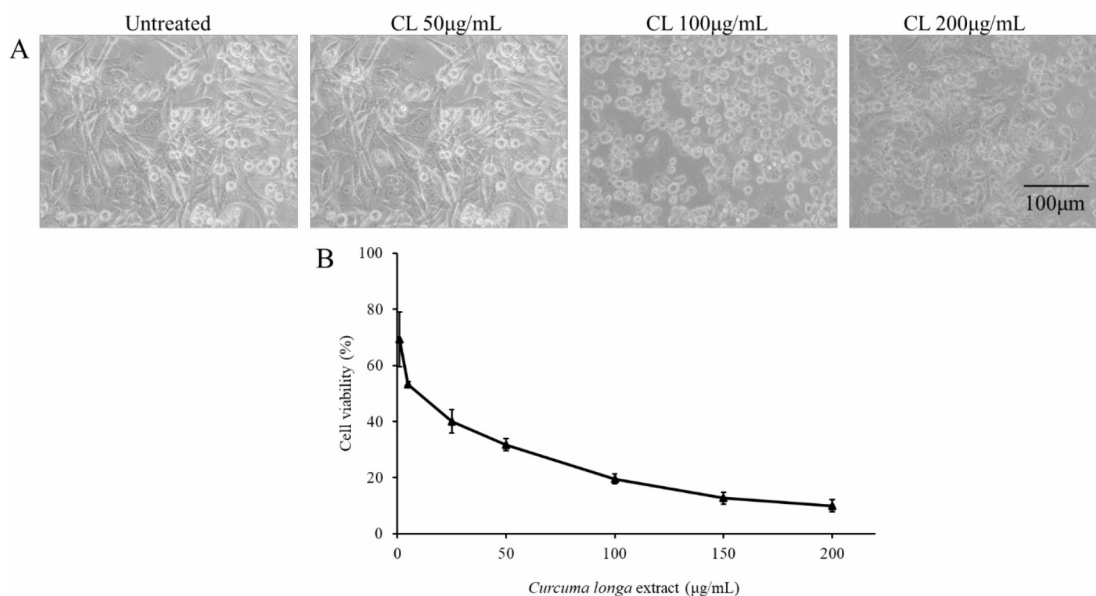 Untreated
CL 50μg/mL
CL 100μg/mL
CL 200μg/mL
A
100μm
B
100
80
60
40
20
0
Cell viability (%)
0
50
100
150
200
Curcuma longa extract (μg/mL)